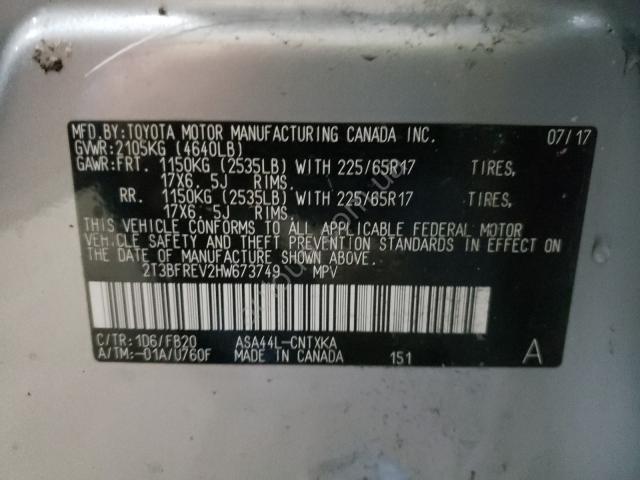 MFD.BY:TOYOTA MOTOR MANUFACTURING CANADA INC. 07/17
GVWR:2105KG (4640LB)
GAWR:FRT. 1150KG (2535LB) WITH 225/65R17 TIRES,
17X6.5J RIMS.
RR. 1150KG (2535LB) WITH 225/65R17 TIRES,
17X6.5J RIMS.
THIS VEHICLE CONFORMS TO ALL APPLICABLE FEDERAL MOTOR
VEHICLE SAFETY AND THEFT PREVENTION STANDARDS IN EFFECT ON
THE DATE OF MANUFACTURE SHOWN ABOVE.
2T3BFREV2HW673749 MPV
C/TR:1D6/FB20 ASA44L-CNTXKA
A/TM:-01A/U760F MADE IN CANADA 151 A